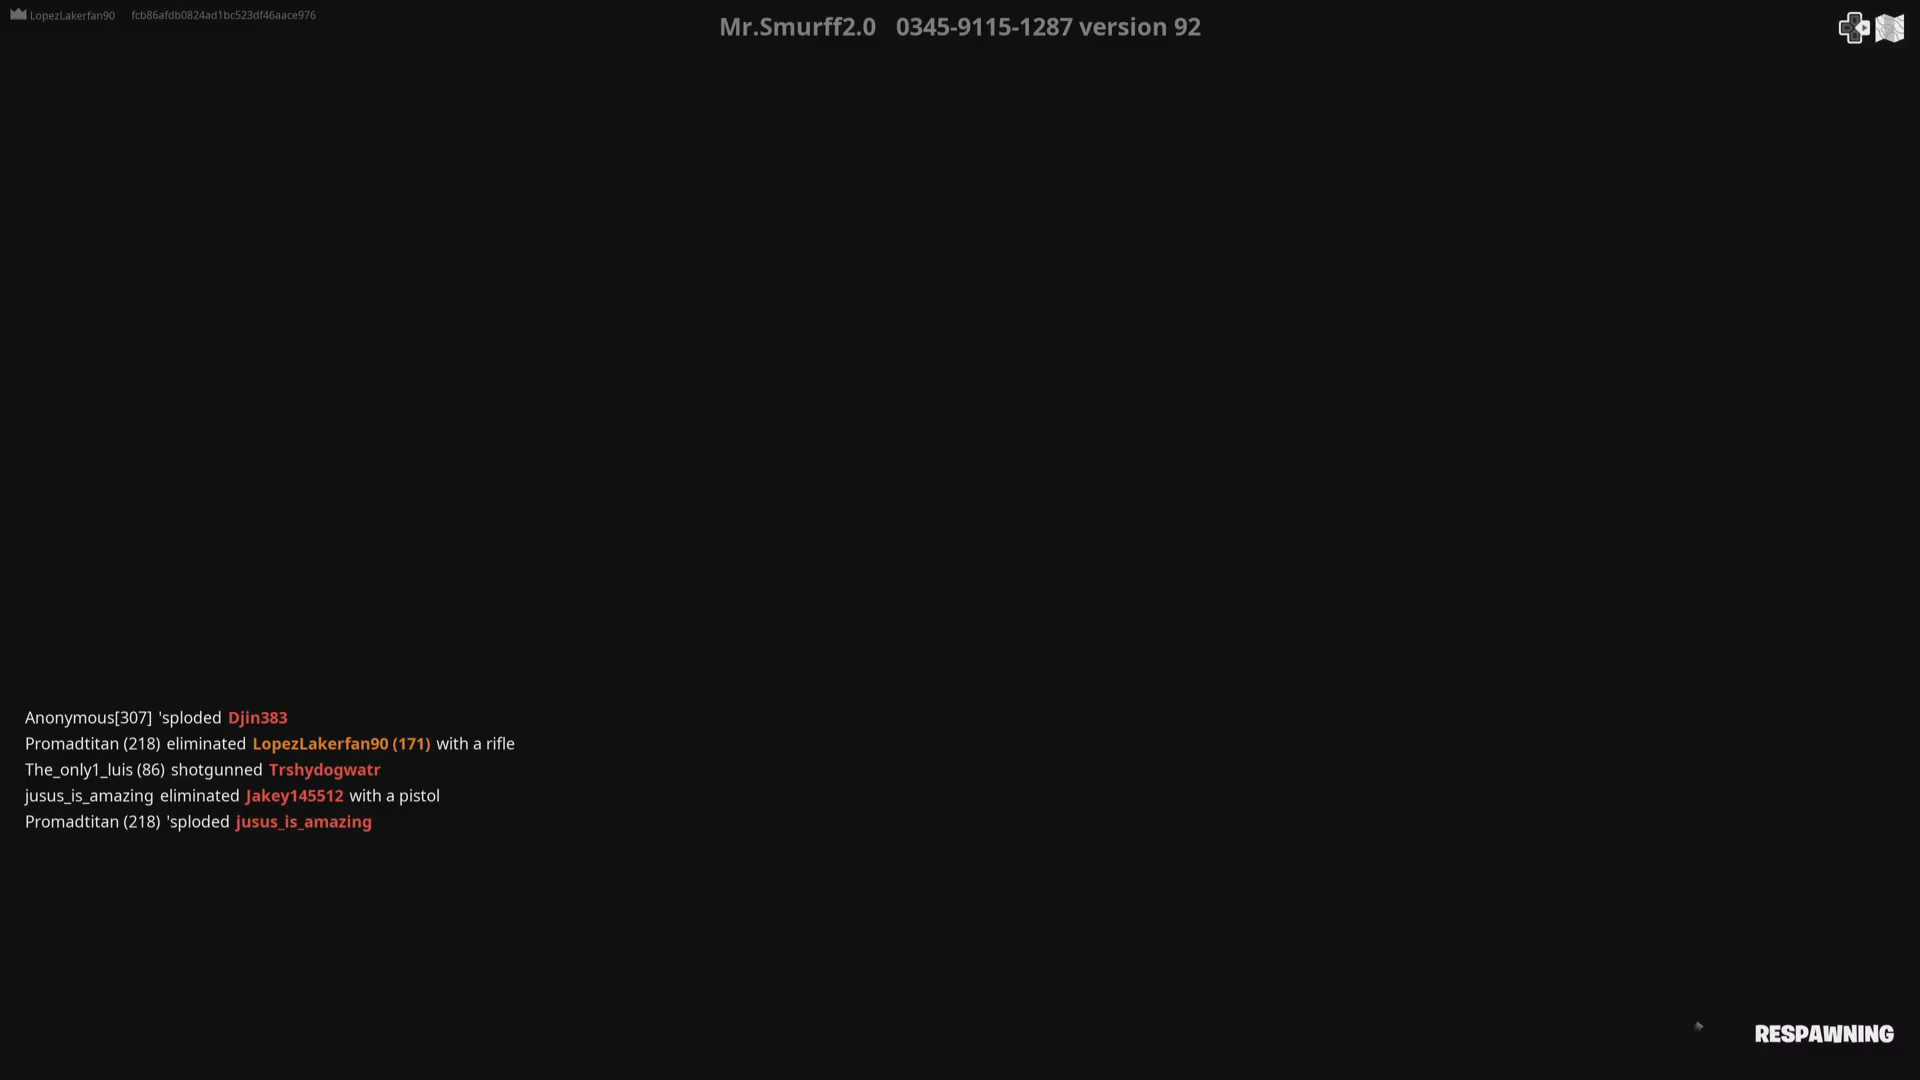 LopezLakerfan90 fcb86afdb0824ad1bc523df46aace976
Mr.Smurff2.0 0345-9115-1287 version 92
Anonymous[307] 'sploded Djin383
Promadtitan (218) eliminated LopezLakerfan90 (171) with a rifle
The_only1_luis (86) shotgunned Trshydogwatr
jusus_is_amazing eliminated Jakey145512 with a pistol
Promadtitan (218) 'sploded jusus_is_amazing
RESPAWNING